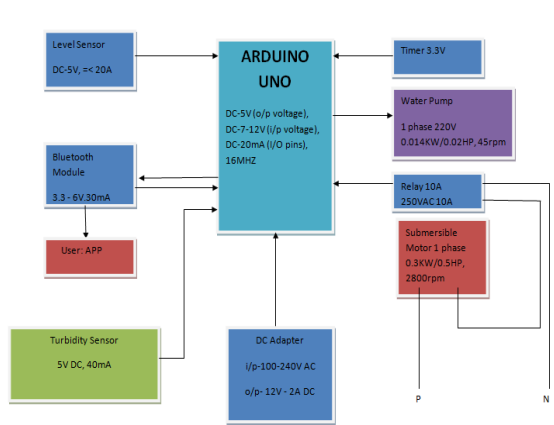 Level Sensor
DC-5V, =< 20A
ARDUINO
UNO
DC-5V (o/p voltage),
DC-7-12V (i/p voltage),
DC-20mA (I/O pins),
16MHZ
Timer 3.3V
Water Pump
1 phase 220V
0.014KW/0.02HP, 45rpm
Bluetooth
Module
3.3 - 6V.30mA
Relay 10A
250VAC 10A
User: APP
Submersible
Motor 1 phase
0.3KW/0.5HP,
2800rpm
Turbidity Sensor
5V DC, 40mA
DC Adapter
i/p-100-240V AC
o/p- 12V - 2A DC
P
N